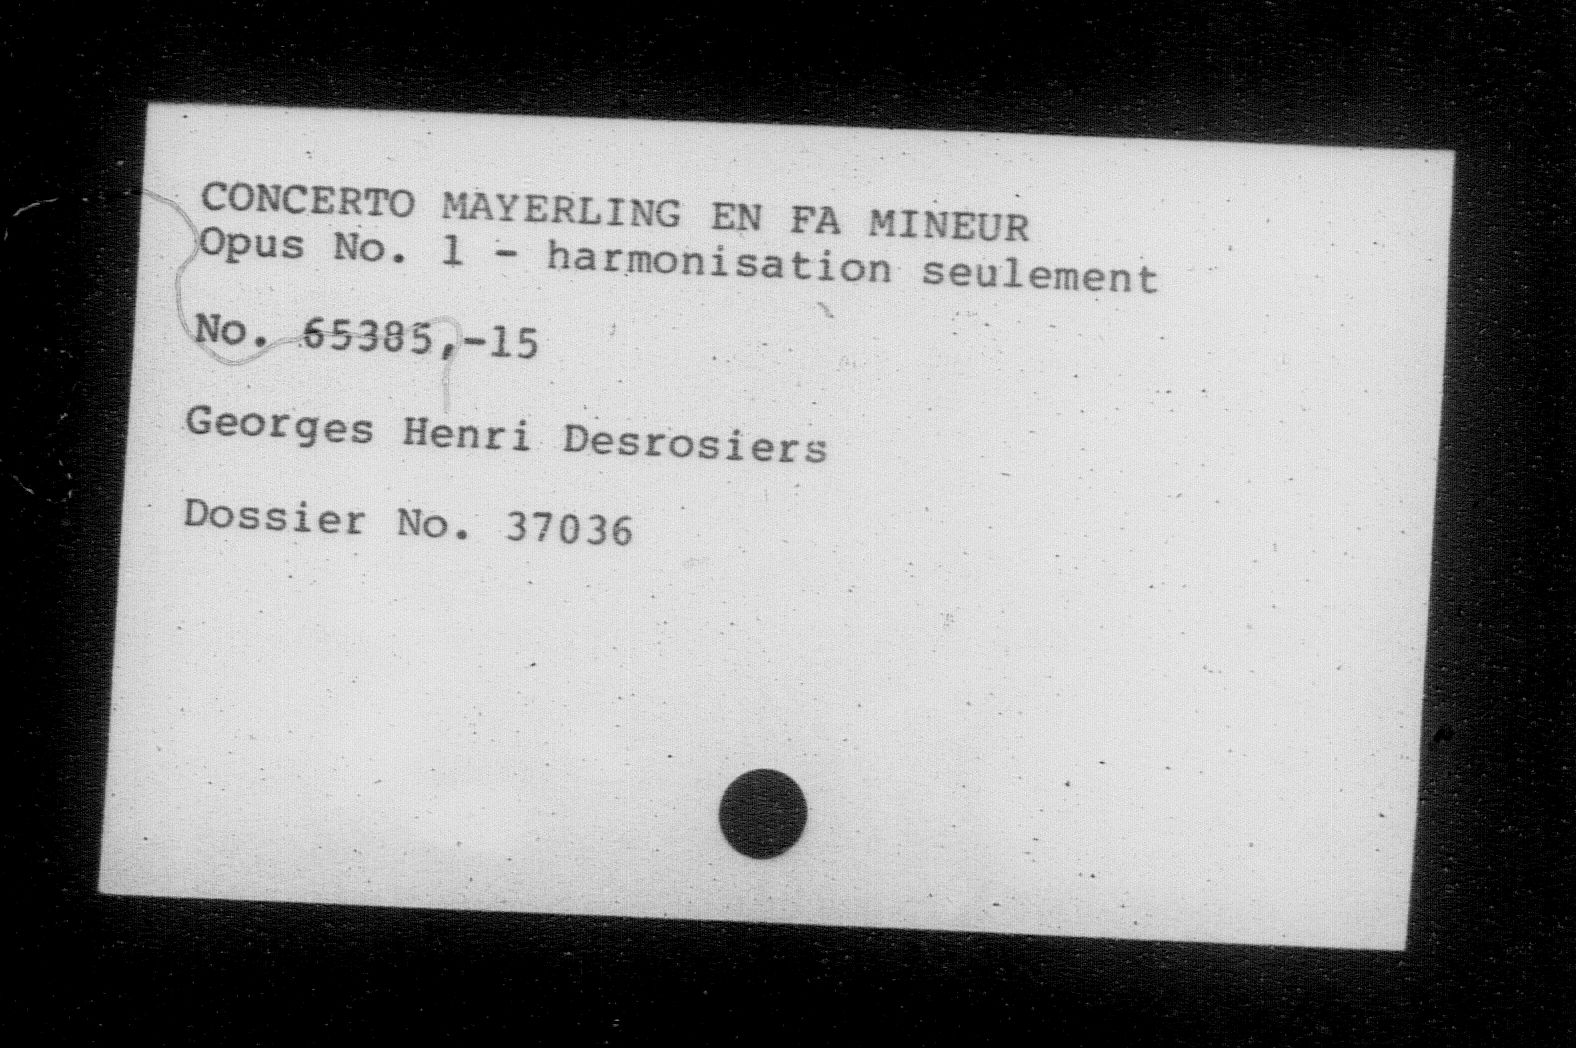 CONCERTO MAYERLING EN FA MINEUR
Opus No. 1 - harmonisation seulement
No. 65385,-15
Georges Henri Desrosiers
Dossier No. 37036